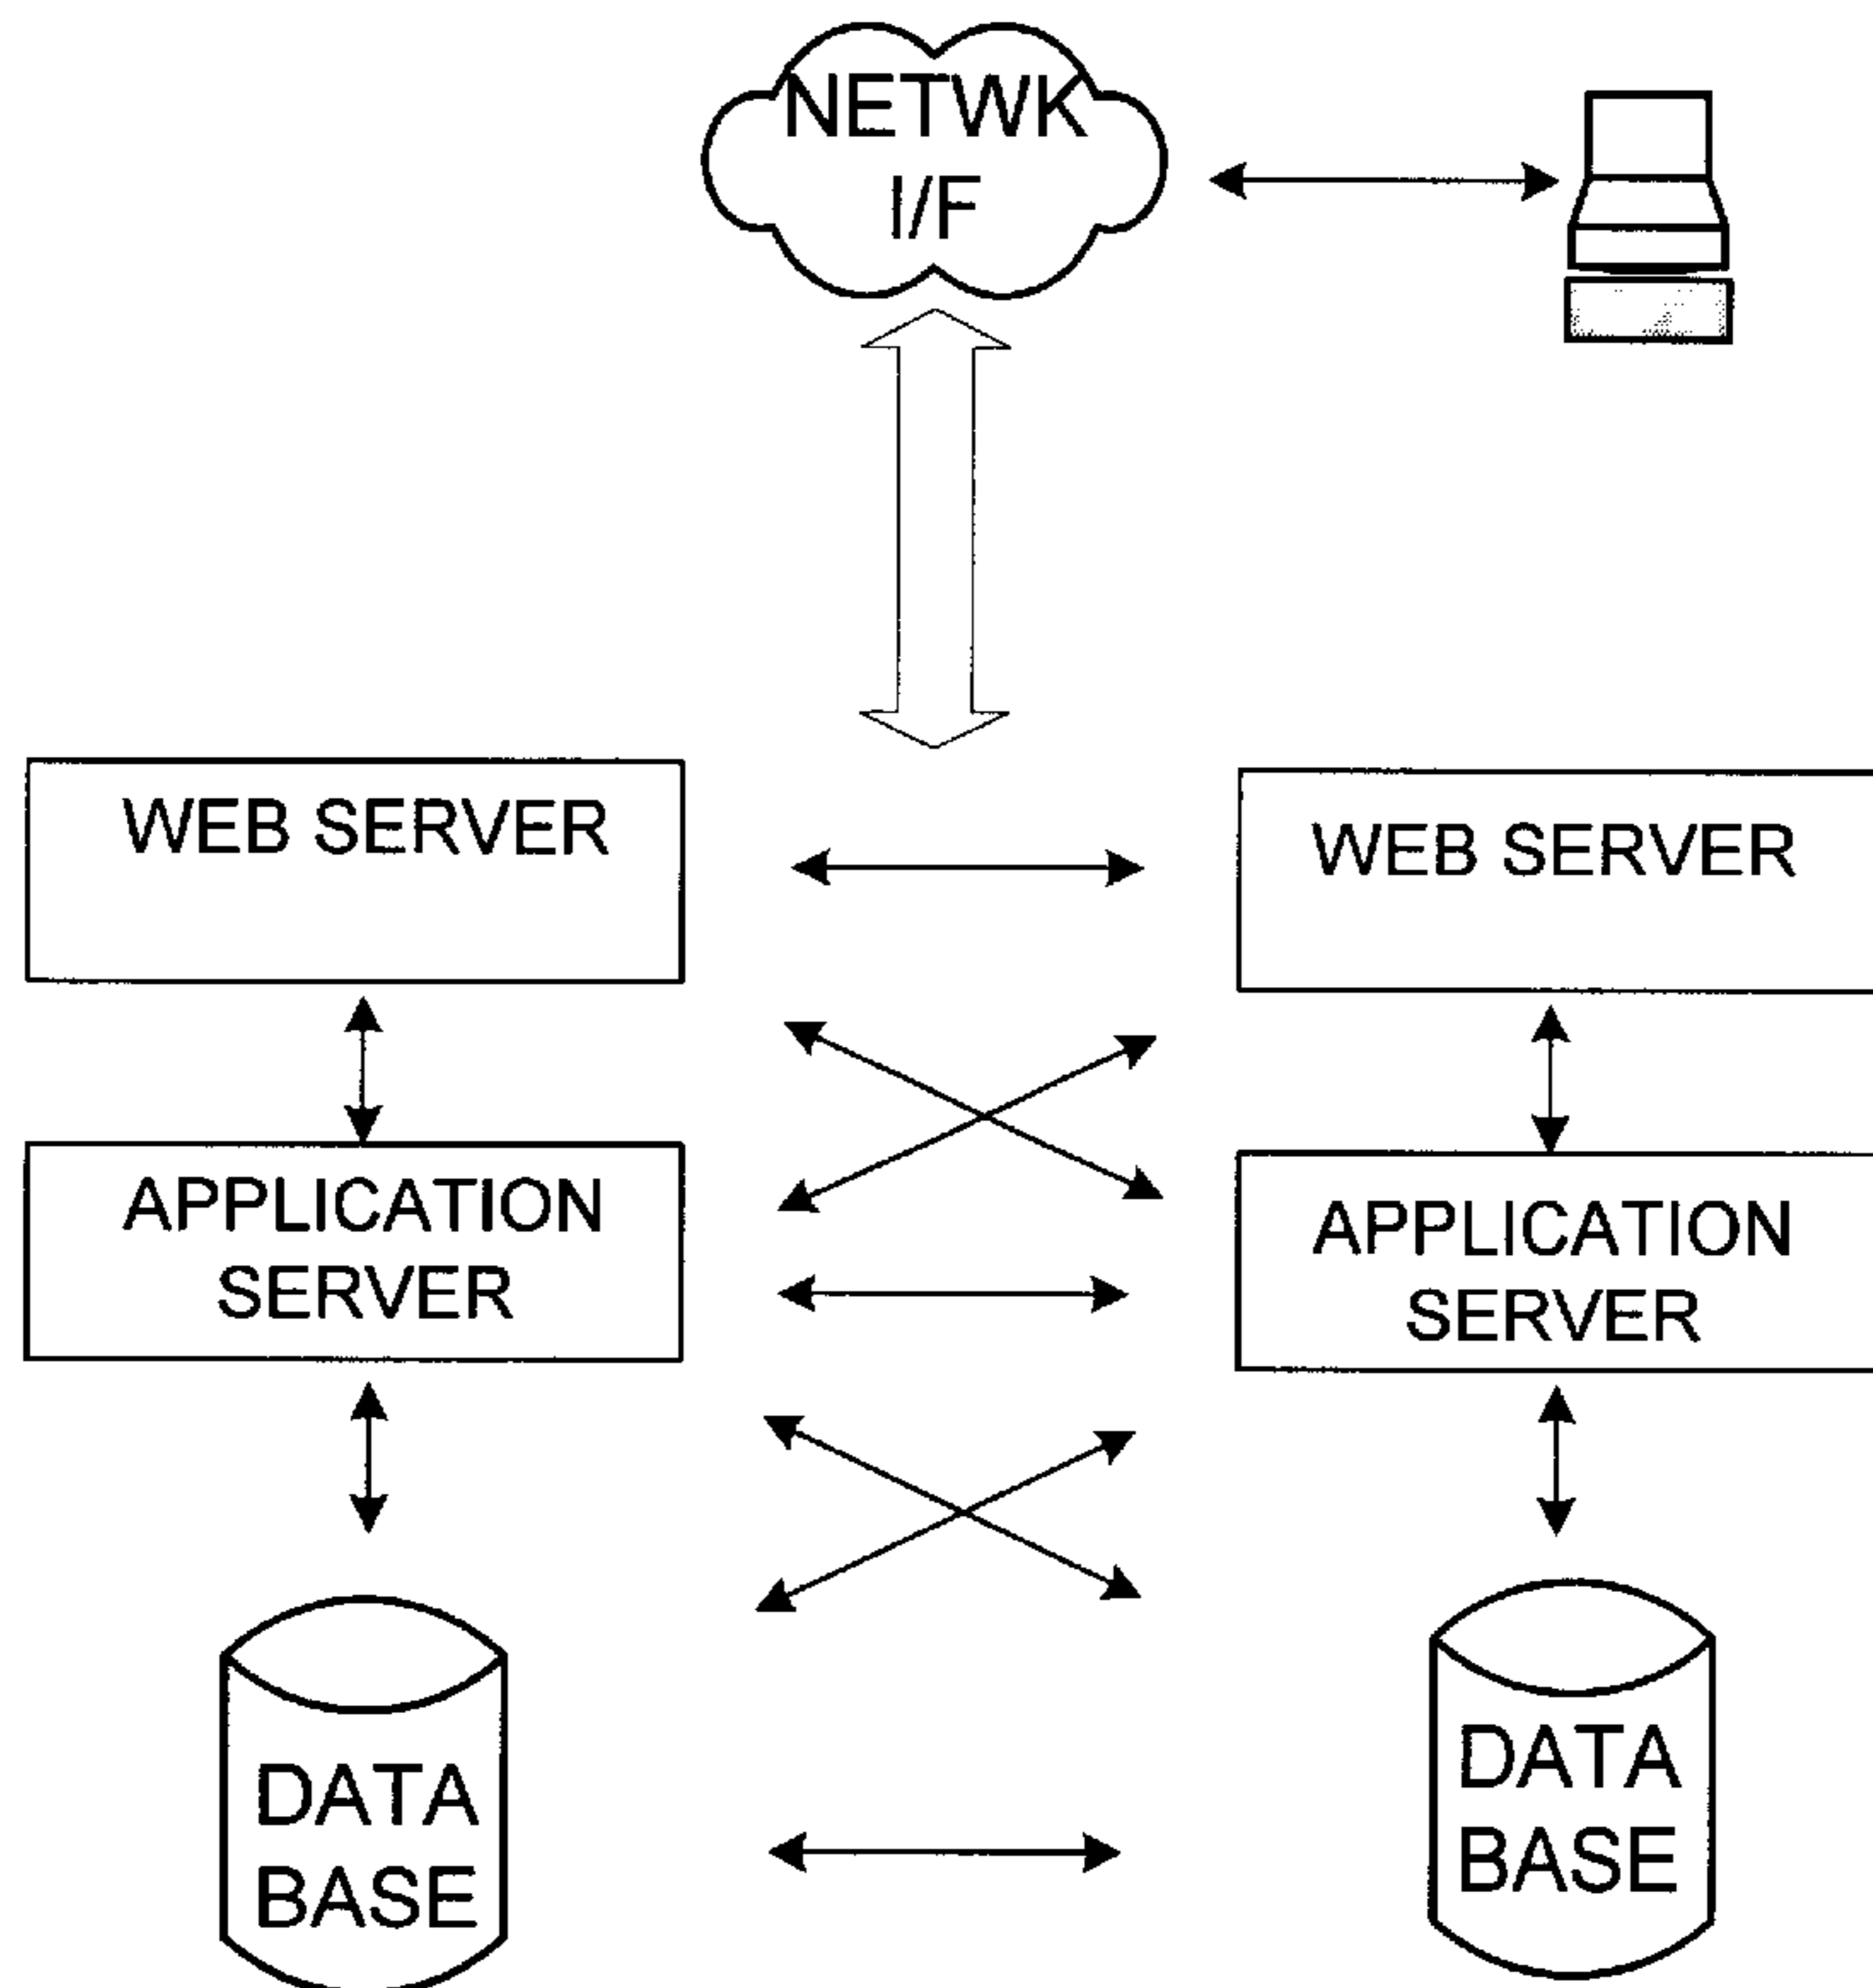 NETWK
I/F
WEB SERVER
WEB SERVER
APPLICATION
SERVER
APPLICATION
SERVER
DATA
BASE
DATA
BASE